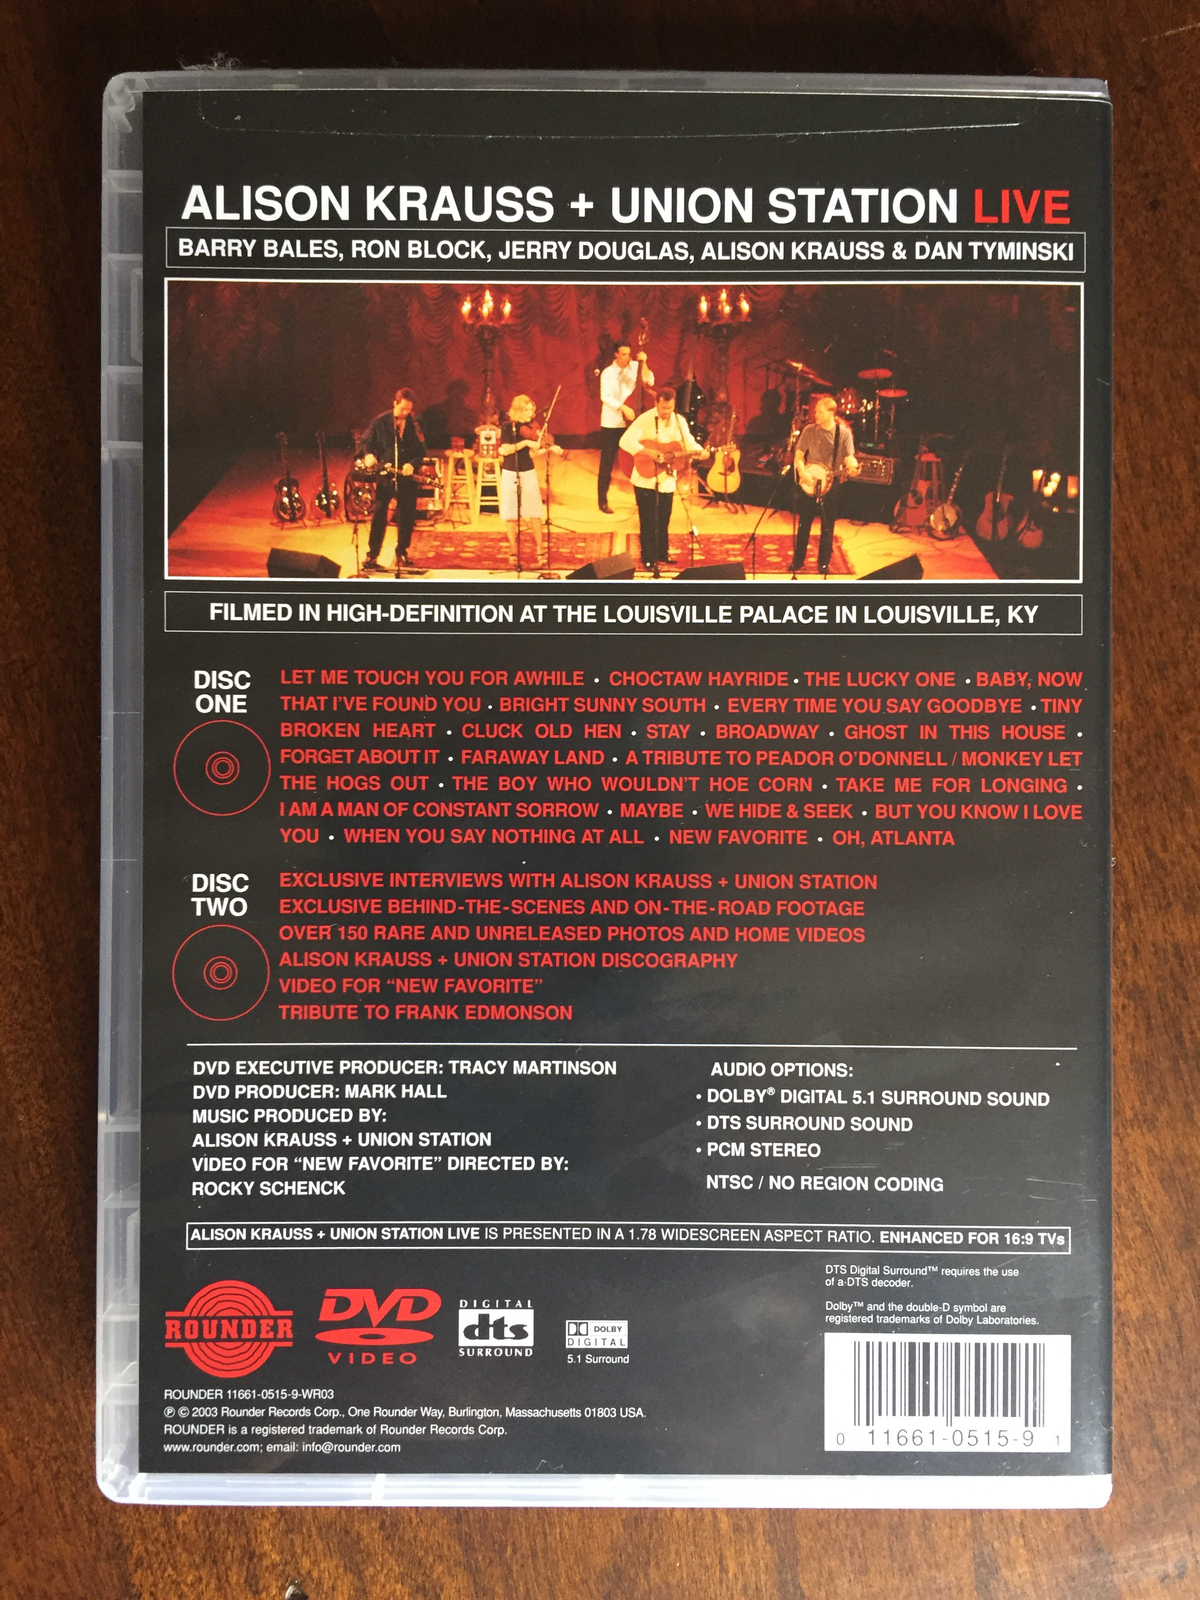 ALISON KRAUSS + UNION STATION LIVE
BARRY BALES, RON BLOCK, JERRY DOUGLAS, ALISON KRAUSS & DAN TYMINSKI
FILMED IN HIGH-DEFINITION AT THE LOUISVILLE PALACE IN LOUISVILLE, KY
DISC
ONE
LET ME TOUCH YOU FOR AWHILE • CHOCTAW HAYRIDE • THE LUCKY ONE • BABY, NOW
THAT I'VE FOUND YOU • BRIGHT SUNNY SOUTH • EVERY TIME YOU SAY GOODBYE • TINY
BROKEN HEART • CLUCK OLD HEN • STAY • BROADWAY • GHOST IN THIS HOUSE •
FORGET ABOUT IT • FARAWAY LAND • A TRIBUTE TO PEADOR O'DONNELL / MONKEY LET
THE HOGS OUT • THE BOY WHO WOULDN'T HOE CORN • TAKE ME FOR LONGING •
I AM A MAN OF CONSTANT SORROW • MAYBE • WE HIDE & SEEK • BUT YOU KNOW I LOVE
YOU • WHEN YOU SAY NOTHING AT ALL • NEW FAVORITE • OH, ATLANTA
DISC
TWO
EXCLUSIVE INTERVIEWS WITH ALISON KRAUSS + UNION STATION
EXCLUSIVE BEHIND-THE-SCENES AND ON-THE-ROAD FOOTAGE
OVER 150 RARE AND UNRELEASED PHOTOS AND HOME VIDEOS
ALISON KRAUSS + UNION STATION DISCOGRAPHY
VIDEO FOR “NEW FAVORITE”
TRIBUTE TO FRANK EDMONSON
DVD EXECUTIVE PRODUCER: TRACY MARTINSON
DVD PRODUCER: MARK HALL
MUSIC PRODUCED BY:
ALISON KRAUSS + UNION STATION
VIDEO FOR “NEW FAVORITE” DIRECTED BY:
ROCKY SCHENCK
AUDIO OPTIONS:
• DOLBY® DIGITAL 5.1 SURROUND SOUND
• DTS SURROUND SOUND
• PCM STEREO
NTSC / NO REGION CODING
ALISON KRAUSS + UNION STATION LIVE IS PRESENTED IN A 1.78 WIDESCREEN ASPECT RATIO. ENHANCED FOR 16:9 TVs
ROUNDER
DVD
VIDEO
DIGITAL
dts
SURROUND
DOLBY
DIGITAL
5.1 Surround
DTS Digital Surround™ requires the use
of a DTS decoder.
Dolby™ and the double-D symbol are
registered trademarks of Dolby Laboratories.
ROUNDER 11661-0515-9-WR03
℗ © 2003 Rounder Records Corp., One Rounder Way, Burlington, Massachusetts 01803 USA.
ROUNDER is a registered trademark of Rounder Records Corp.
www.rounder.com; email: info@rounder.com
0 11661-0515-9 1